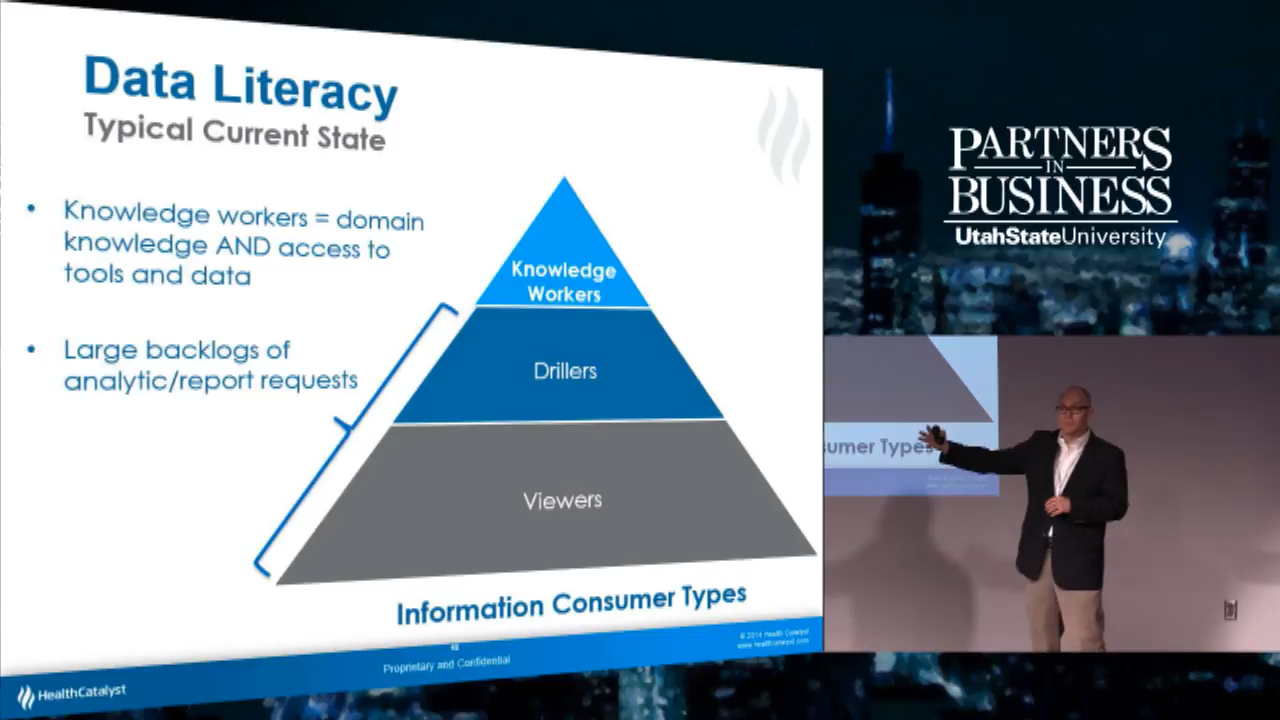 Data Literacy
Typical Current State
• Knowledge workers = domain
knowledge AND access to
tools and data
• Large backlogs of
analytic/report requests
Knowledge
Workers
Drillers
Viewers
Information Consumer Types
© 2014 Health Catalyst
www.healthcatalyst.com
Proprietary and Confidential
HealthCatalyst
PARTNERS
IN
BUSINESS
UtahStateUniversity
sumer Types